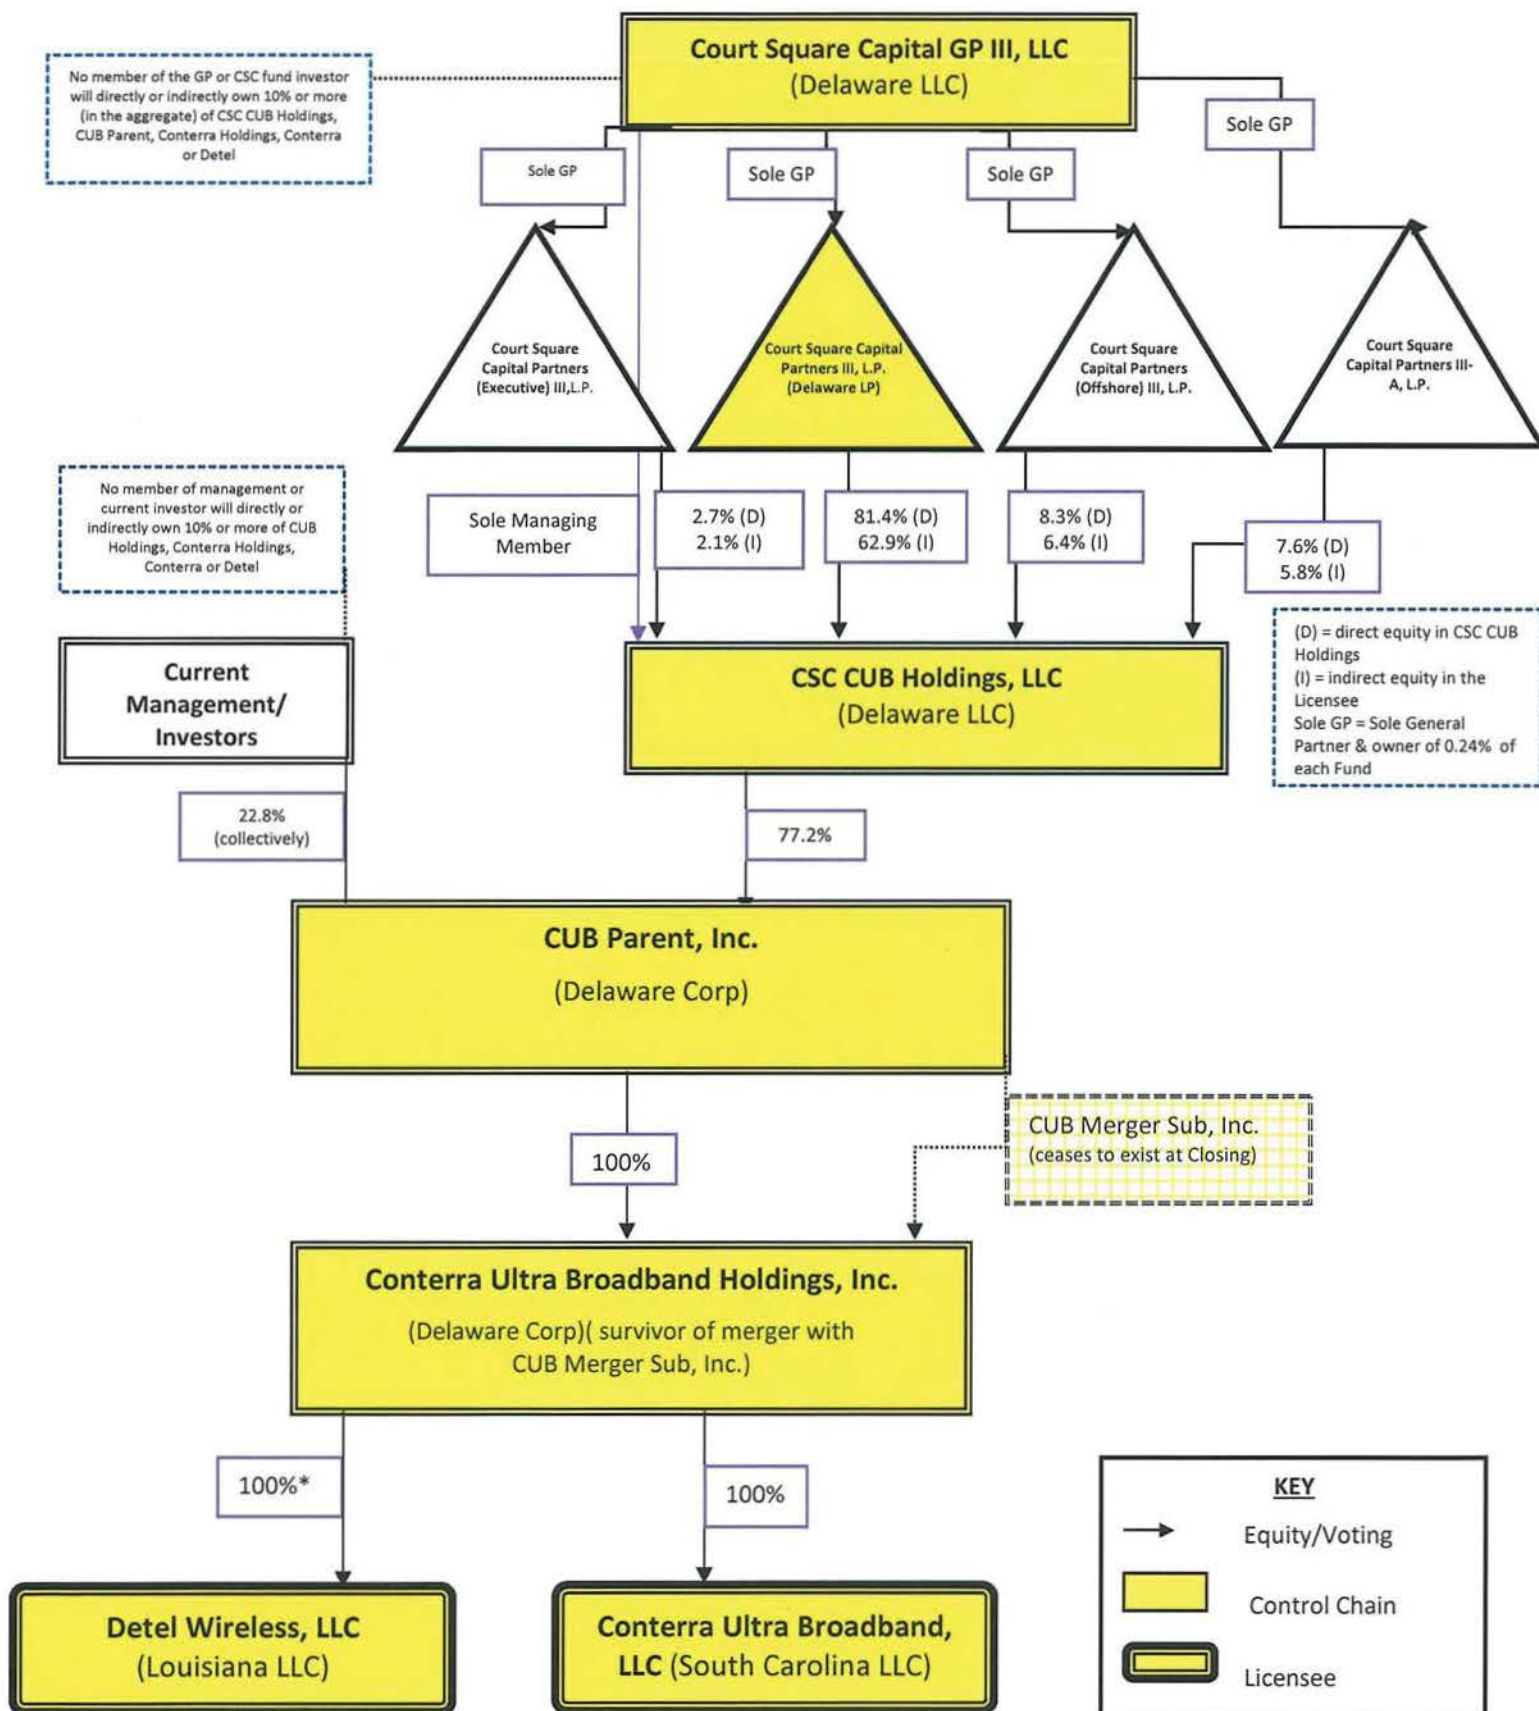 Court Square Capital GP III, LLC
(Delaware LLC)
No member of the GP or CSC fund investor
will directly or indirectly own 10% or more
(in the aggregate) of CSC CUB Holdings,
CUB Parent, Conterra Holdings, Conterra
or Detel
Sole GP
Sole GP
Sole GP
Sole GP
Court Square
Capital Partners
(Executive) III,L.P.
Court Square Capital
Partners III, L.P.
(Delaware LP)
Court Square
Capital Partners
(Offshore) III, L.P.
Court Square
Capital Partners III-
A, L.P.
No member of management or
current investor will directly or
indirectly own 10% or more of CUB
Holdings, Conterra Holdings,
Conterra or Detel
Sole Managing
Member
2.7% (D)
2.1% (I)
81.4% (D)
62.9% (I)
8.3% (D)
6.4% (I)
7.6% (D)
5.8% (I)
(D) = direct equity in CSC CUB
Holdings
(I) = indirect equity in the
Licensee
Sole GP = Sole General
Partner & owner of 0.24% of
each Fund
Current
Management/
Investors
CSC CUB Holdings, LLC
(Delaware LLC)
22.8%
(collectively)
77.2%
CUB Parent, Inc.
(Delaware Corp)
CUB Merger Sub, Inc.
(ceases to exist at Closing)
100%
Conterra Ultra Broadband Holdings, Inc.
(Delaware Corp)( survivor of merger with
CUB Merger Sub, Inc.)
100%*
100%
Detel Wireless, LLC
(Louisiana LLC)
Conterra Ultra Broadband,
LLC (South Carolina LLC)
KEY
Equity/Voting
Control Chain
Licensee